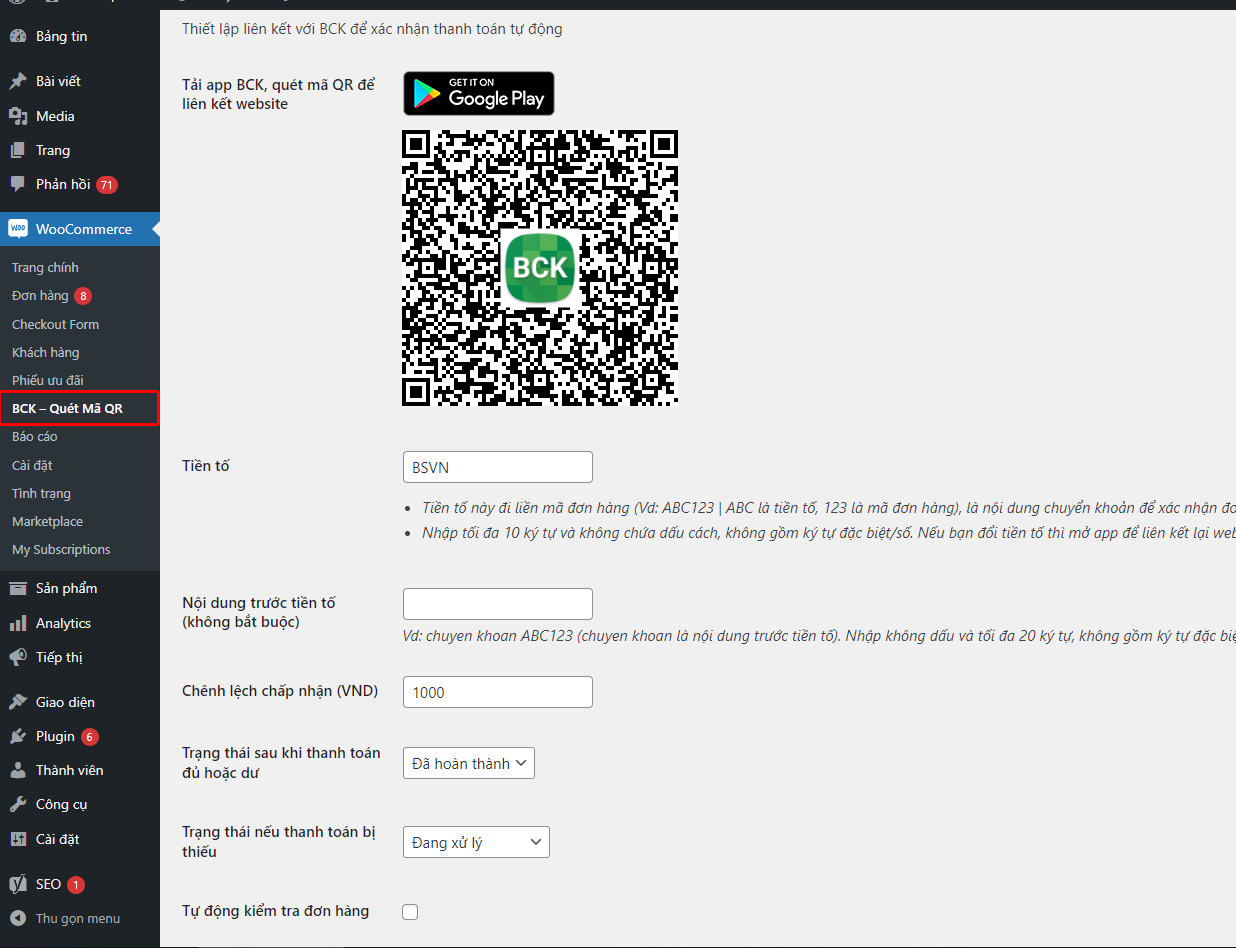 Bảng tin
Bài viết
Media
Trang
Phản hồi 71
WooCommerce
Trang chính
Đơn hàng 8
Checkout Form
Khách hàng
Phiếu ưu đãi
BCK – Quét Mã QR
Báo cáo
Cài đặt
Tình trạng
Marketplace
My Subscriptions
Sản phẩm
Analytics
Tiếp thị
Giao diện
Plugin 6
Thành viên
Công cụ
Cài đặt
SEO 1
Thu gọn menu
Thiết lập liên kết với BCK để xác nhận thanh toán tự động
Tải app BCK, quét mã QR để
liên kết website
GET IT ON
Google Play
BCK
Tiền tố
BSVN
Tiền tố này đi liền mã đơn hàng (Vd: ABC123 | ABC là tiền tố, 123 là mã đơn hàng), là nội dung chuyển khoản để xác nhận đơ
Nhập tối đa 10 ký tự và không chứa dấu cách, không gồm ký tự đặc biệt/số. Nếu bạn đổi tiền tố thì mở app để liên kết lại web
Nội dung trước tiền tố
(không bắt buộc)
Vd: chuyen khoan ABC123 (chuyen khoan là nội dung trước tiền tố). Nhập không dấu và tối đa 20 ký tự, không gồm ký tự đặc biệ
Chênh lệch chấp nhận (VND)
1000
Trạng thái sau khi thanh toán
đủ hoặc dư
Đã hoàn thành
Trạng thái nếu thanh toán bị
thiếu
Đang xử lý
Tự động kiểm tra đơn hàng